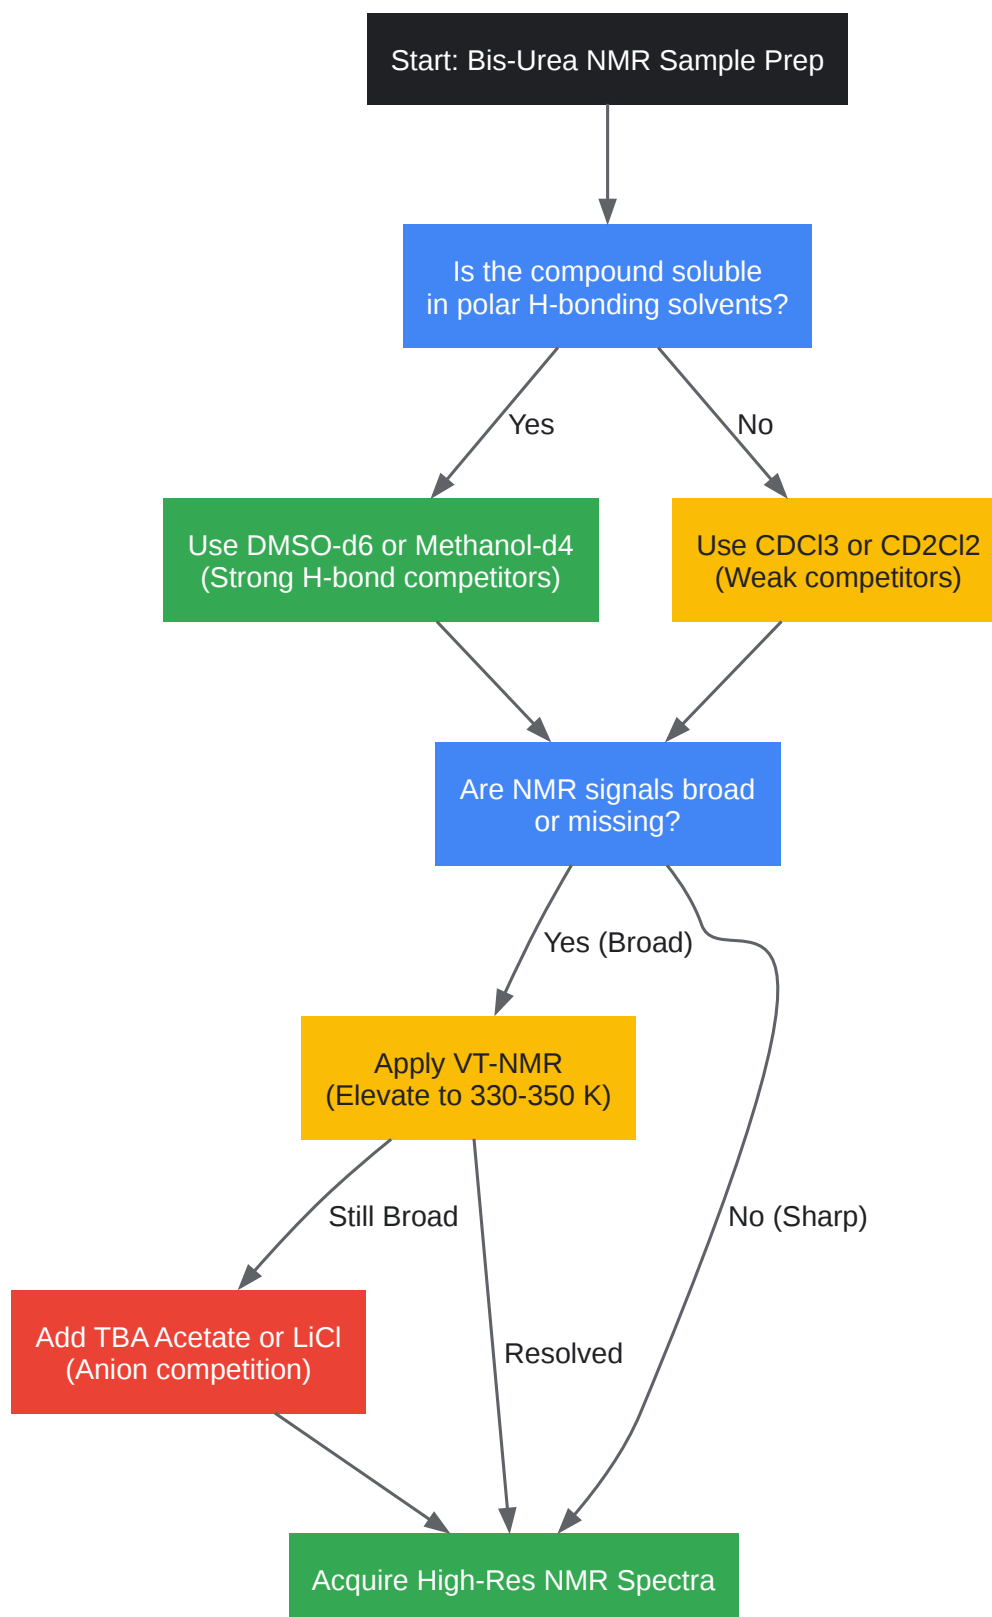 Start: Bis-Urea NMR Sample Prep
Is the compound soluble
in polar H-bonding solvents?
Yes
No
Use DMSO-d6 or Methanol-d4
(Strong H-bond competitors)
Use CDCl3 or CD2Cl2
(Weak competitors)
Are NMR signals broad
or missing?
Yes (Broad)
Apply VT-NMR
(Elevate to 330-350 K)
Still Broad
No (Sharp)
Add TBA Acetate or LiCl
(Anion competition)
Resolved
Acquire High-Res NMR Spectra